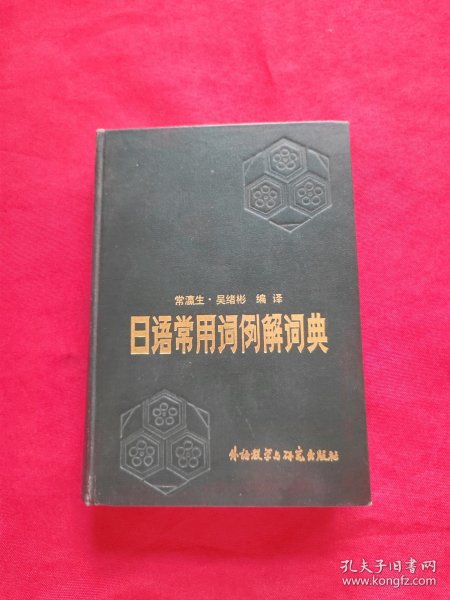 常瀛生·吴绪彬 编译
日语常用词例解词典
外语教学与研究出版社
孔夫子旧书网
www.kongfz.com